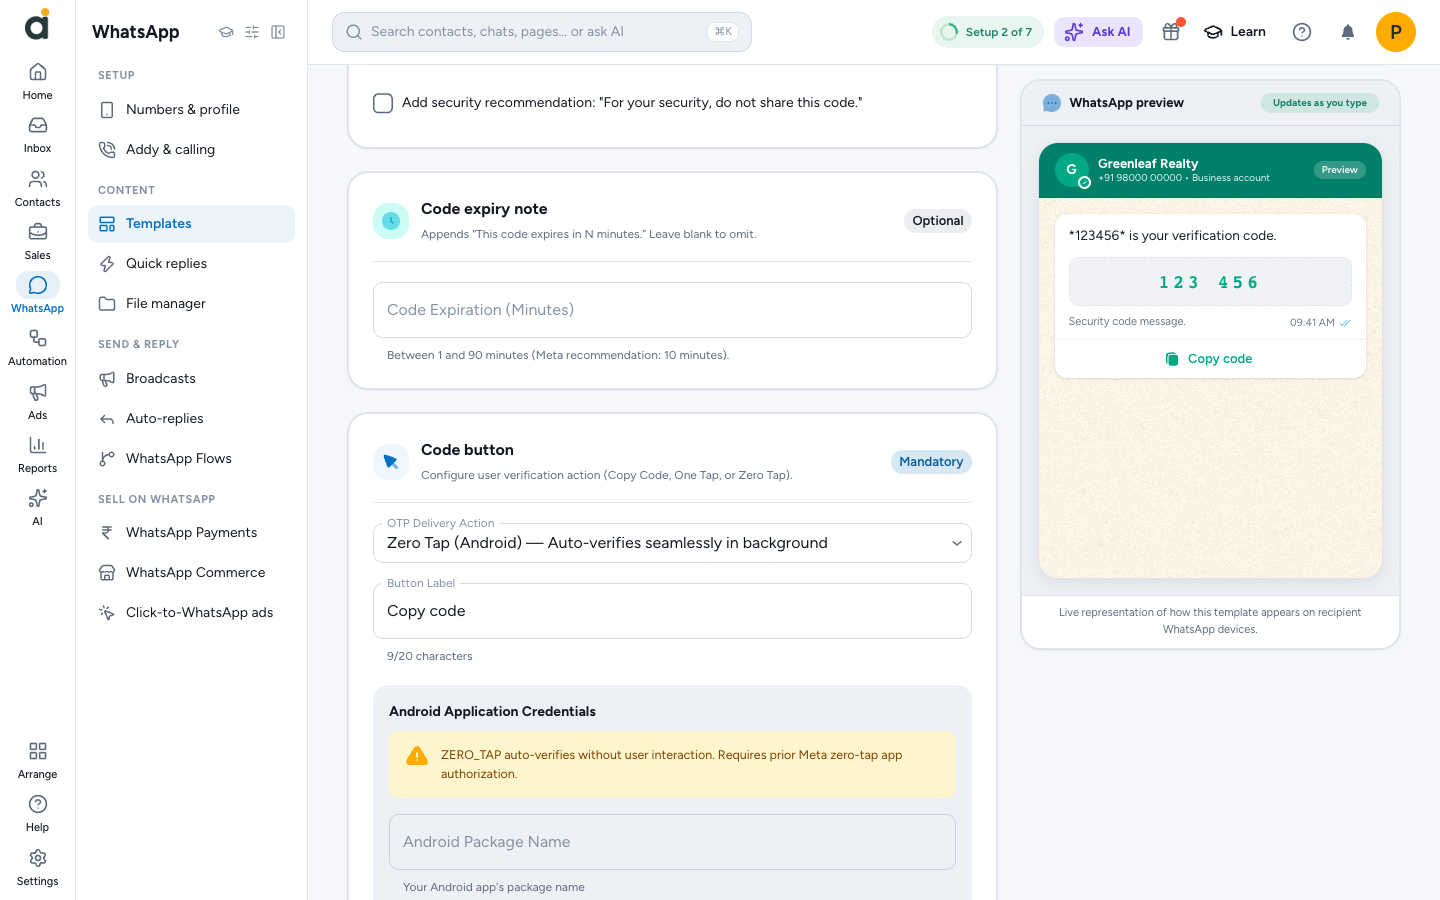 WhatsApp
Search contacts, chats, pages... or ask AI
⌘K
Setup 2 of 7
Ask AI
Learn
P
Home
Inbox
Contacts
Sales
WhatsApp
Automation
Ads
Reports
AI
Arrange
Help
Settings
SETUP
Numbers & profile
Addy & calling
CONTENT
Templates
Quick replies
File manager
SEND & REPLY
Broadcasts
Auto-replies
WhatsApp Flows
SELL ON WHATSAPP
WhatsApp Payments
WhatsApp Commerce
Click-to-WhatsApp ads
Add security recommendation: "For your security, do not share this code."
Code expiry note
Appends “This code expires in N minutes.” Leave blank to omit.
Optional
Code Expiration (Minutes)
Between 1 and 90 minutes (Meta recommendation: 10 minutes).
Code button
Configure user verification action (Copy Code, One Tap, or Zero Tap).
Mandatory
OTP Delivery Action
Zero Tap (Android) — Auto-verifies seamlessly in background
Button Label
Copy code
9/20 characters
Android Application Credentials
ZERO_TAP auto-verifies without user interaction. Requires prior Meta zero-tap app
authorization.
Android Package Name
Your Android app's package name
WhatsApp preview
Updates as you type
G
Greenleaf Realty
+91 98000 00000 • Business account
Preview
*123456* is your verification code.
123 456
Security code message.
09:41 AM
Copy code
Live representation of how this template appears on recipient
WhatsApp devices.